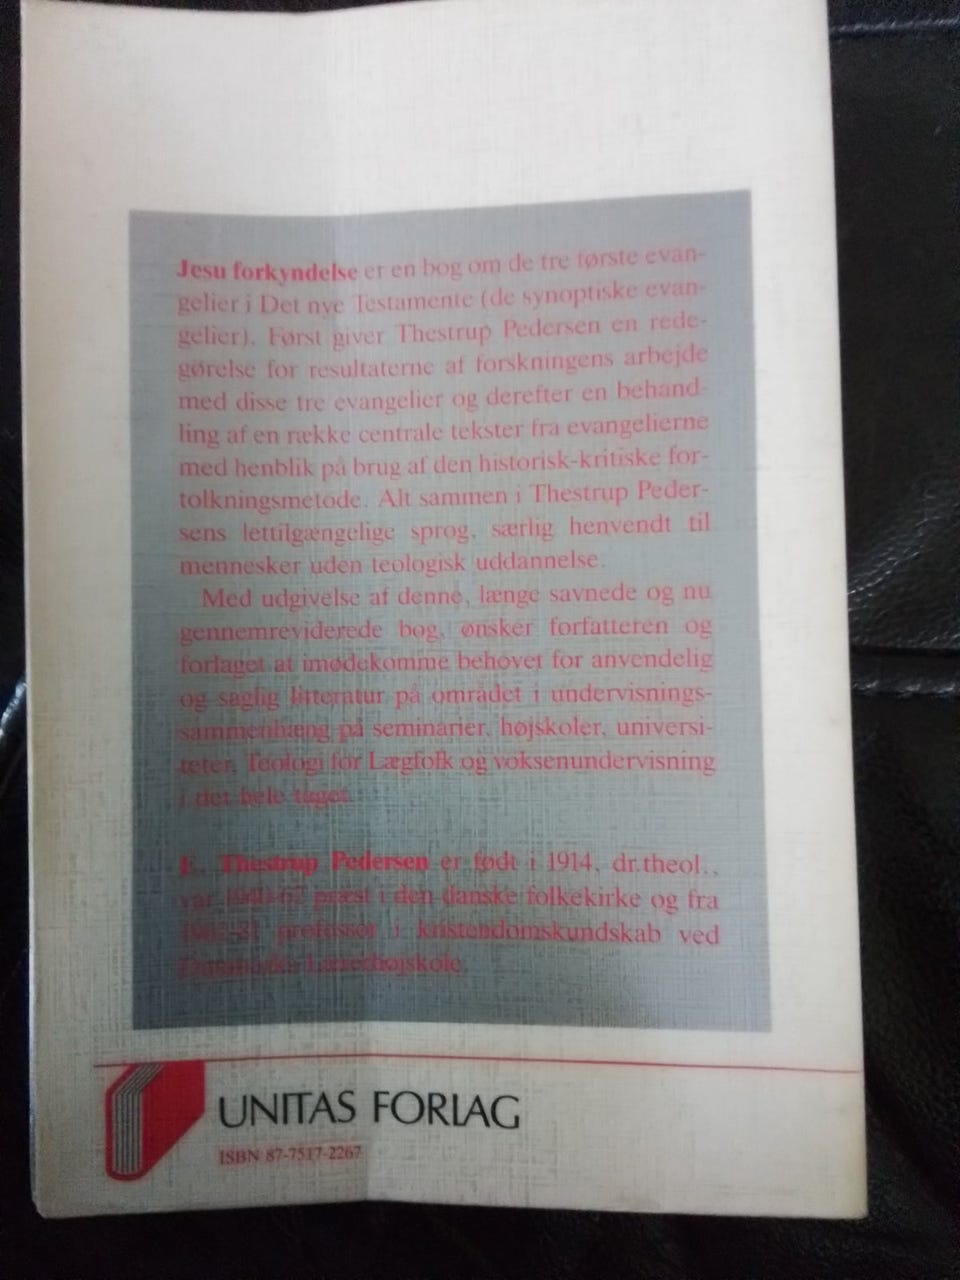 Jesu forkyndelse er en bog om de tre første evan-
gelier i Det nye Testamente (de synoptiske evan-
gelier). Først giver Thestrup Pedersen en rede-
gørelse for resultaterne af forskningens arbejde
med disse tre evangelier og derefter en behand-
ling af en række centrale tekster fra evangelierne
med henblik på brug af den historisk-kritiske for-
tolkningsmetode. Alt sammen i Thestrup Peder-
sens lettilgængelige sprog, særlig henvendt til
mennesker uden teologisk uddannelse.
Med udgivelse af denne, længe savnede og nu
gennemreviderede bog, ønsker forfatteren og
forlaget at imødekomme behovet for anvendelig
og saglig litteratur på området i undervisnings-
sammenhæng på seminarier, højskoler, universi-
teter, Teologi for Lægfolk og voksenundervisning
i det hele taget.
E. Thestrup Pedersen er født i 1914, dr.theol.,
var præst i den danske folkekirke og fra
professor i kristendomskundskab ved
Danmarks Lærerhøjskole.
UNITAS FORLAG
ISBN 87-7517-2267